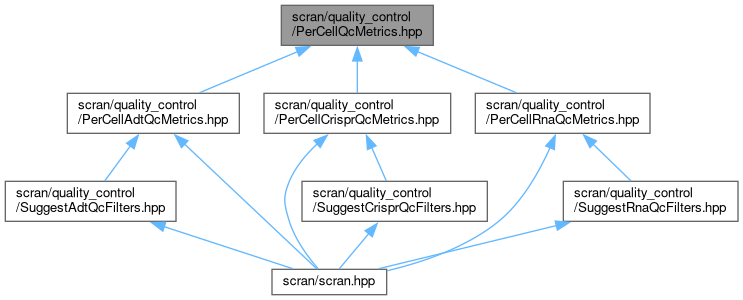 scran/quality_control
/PerCellQcMetrics.hpp
scran/quality_control
/PerCellAdtQcMetrics.hpp
scran/quality_control
/PerCellCrisprQcMetrics.hpp
scran/quality_control
/PerCellRnaQcMetrics.hpp
scran/quality_control
/SuggestAdtQcFilters.hpp
scran/quality_control
/SuggestCrisprQcFilters.hpp
scran/quality_control
/SuggestRnaQcFilters.hpp
scran/scran.hpp